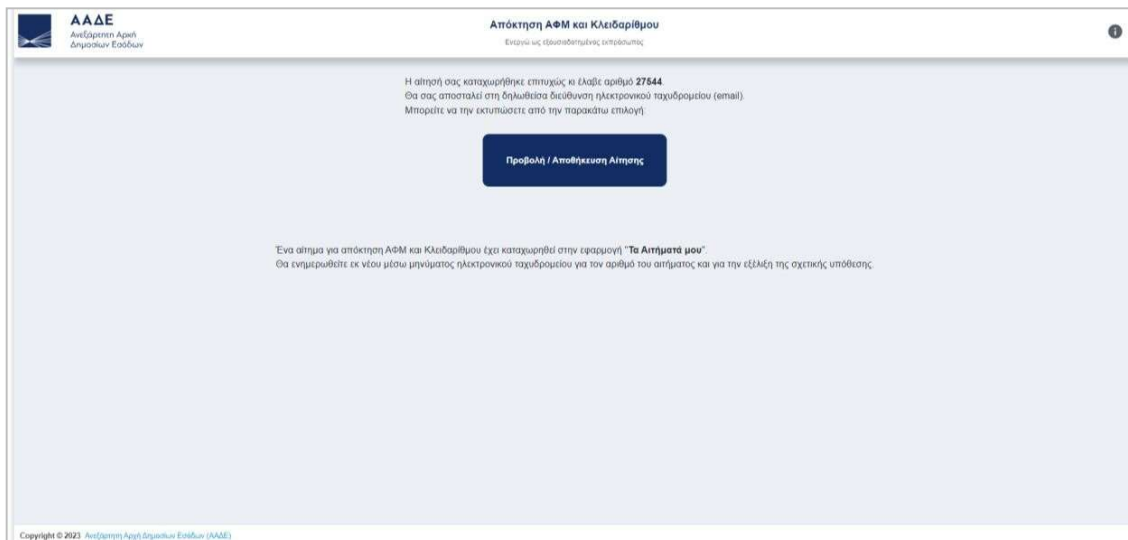 ΑΑΔΕ
Ανεξάρτητη Αρχή
Δημοσίων Εσόδων
Απόκτηση ΑΦΜ και Κλειδαρίθμου
Ενεργώ ως εξουσιοδοτημένος εκπρόσωπος
Η αίτησή σας καταχωρήθηκε επιτυχώς κι έλαβε αριθμό 27544.
Θα σας αποσταλεί στη δηλωθείσα διεύθυνση ηλεκτρονικού ταχυδρομείου (email).
Μπορείτε να την εκτυπώσετε από την παρακάτω επιλογή:
Προβολή / Αποθήκευση Αίτησης
Ένα αίτημα για απόκτηση ΑΦΜ και Κλειδαρίθμου έχει καταχωρηθεί στην εφαρμογή "Τα Αιτήματά μου".
Θα ενημερωθείτε εκ νέου μέσω μηνύματος ηλεκτρονικού ταχυδρομείου για τον αριθμό του αιτήματος και για την εξέλιξη της σχετικής υπόθεσης.
Copyright © 2023 Ανεξάρτητη Αρχή Δημοσίων Εσόδων (ΑΑΔΕ)